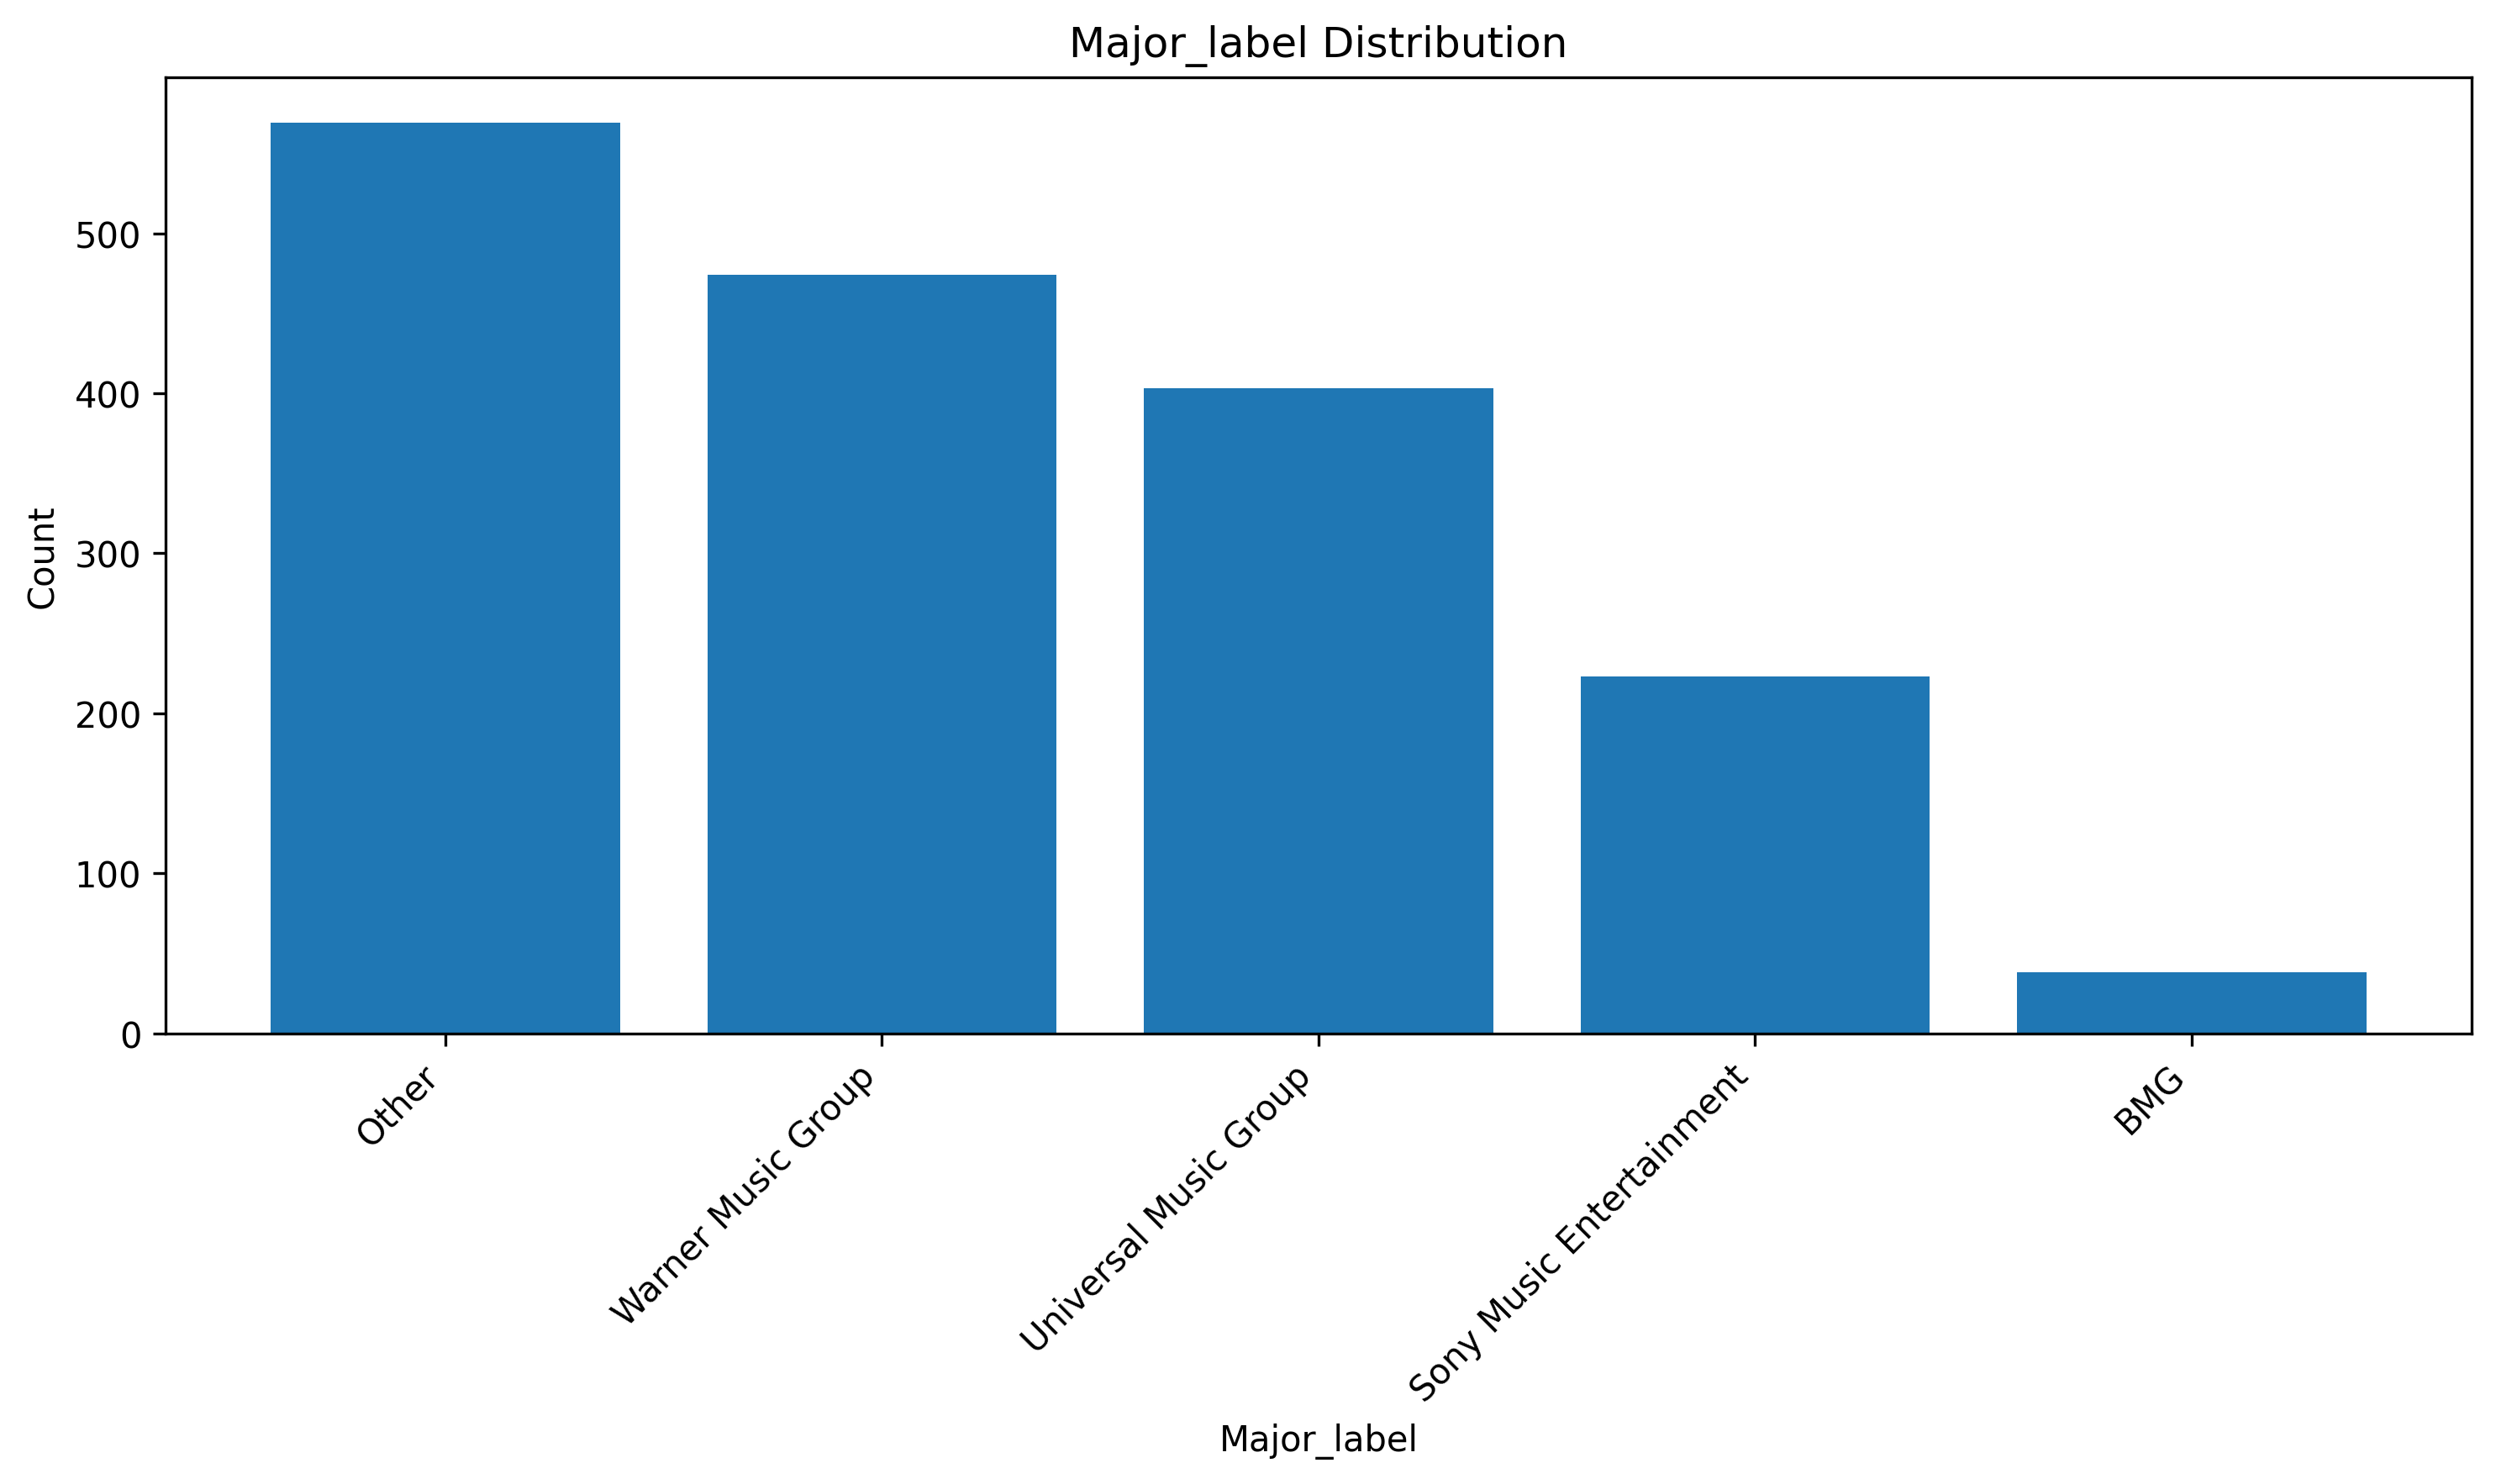 Major_label Distribution
Count
500
400
300
200
100
0
Other
Warner Music Group
Universal Music Group
Sony Music Entertainment
BMG
Major_label